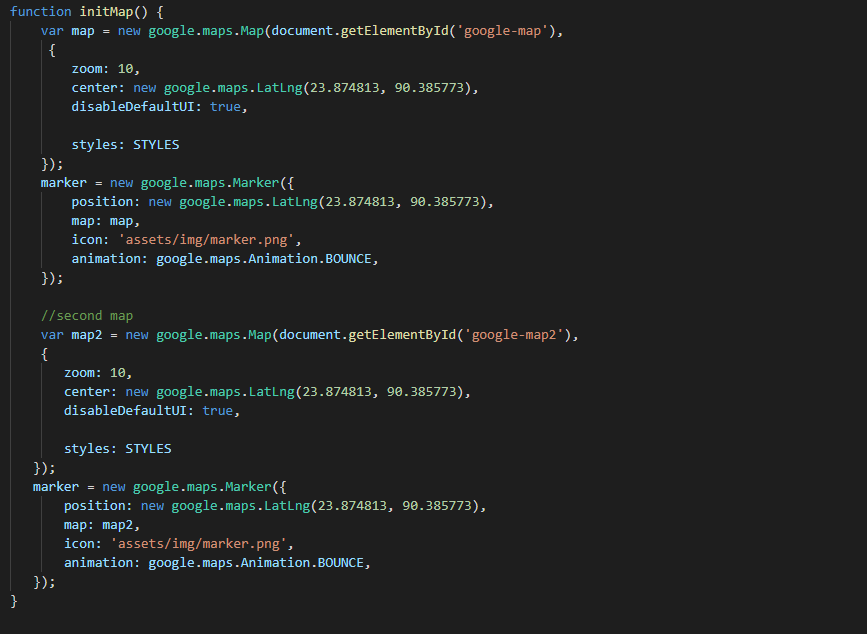 function initMap() {
    var map = new google.maps.Map(document.getElementById('google-map'),
     {
        zoom: 10,
        center: new google.maps.LatLng(23.874813, 90.385773),
        disableDefaultUI: true,

        styles: STYLES
    });
    marker = new google.maps.Marker({
        position: new google.maps.LatLng(23.874813, 90.385773),
        map: map,
        icon: 'assets/img/marker.png',
        animation: google.maps.Animation.BOUNCE,
    });

    //second map
    var map2 = new google.maps.Map(document.getElementById('google-map2'),
    {
       zoom: 10,
       center: new google.maps.LatLng(23.874813, 90.385773),
       disableDefaultUI: true,

       styles: STYLES
   });
   marker = new google.maps.Marker({
       position: new google.maps.LatLng(23.874813, 90.385773),
       map: map2,
       icon: 'assets/img/marker.png',
       animation: google.maps.Animation.BOUNCE,
   });
}